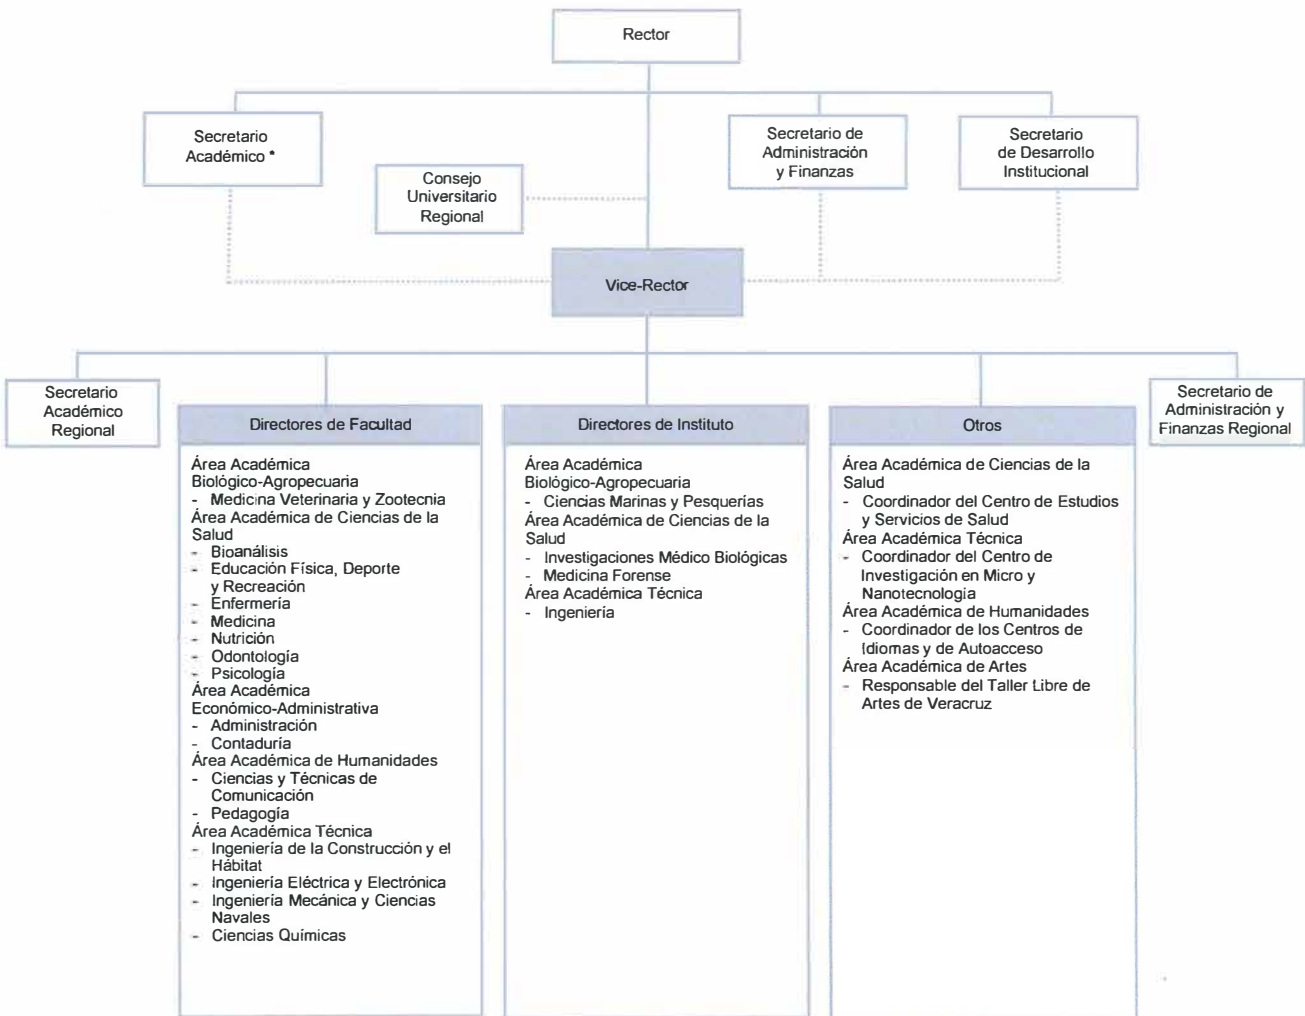 Rector
Secretario
Académico *
Secretario de
Administración
y Finanzas
Secretario
de Desarrollo
Institucional
Consejo
Universitario
Regional
Vice-Rector
Secretario
Académico
Regional
Directores de Facultad
Área Académica
Biológico-Agropecuaria
- Medicina Veterinaria y Zootecnia
Área Académica de Ciencias de la
Salud
- Bioanálisis
- Educación Física, Deporte
y Recreación
- Enfermería
- Medicina
- Nutrición
- Odontología
- Psicología
Área Académica
Económico-Administrativa
- Administración
- Contaduría
Área Académica de Humanidades
- Ciencias y Técnicas de
Comunicación
- Pedagogía
Área Académica Técnica
- Ingeniería de la Construcción y el
Hábitat
- Ingeniería Eléctrica y Electrónica
- Ingeniería Mecánica y Ciencias
Navales
- Ciencias Químicas
Directores de Instituto
Área Académica
Biológico-Agropecuaria
- Ciencias Marinas y Pesquerías
Área Académica de Ciencias de la
Salud
- Investigaciones Médico Biológicas
- Medicina Forense
Área Académica Técnica
- Ingeniería
Otros
Área Académica de Ciencias de la
Salud
- Coordinador del Centro de Estudios
y Servicios de Salud
Área Académica Técnica
- Coordinador del Centro de
Investigación en Micro y
Nanotecnología
Área Académica de Humanidades
- Coordinador de los Centros de
Idiomas y de Autoacceso
Área Académica de Artes
- Responsable del Taller Libre de
Artes de Veracruz
Secretario de
Administración y
Finanzas Regional